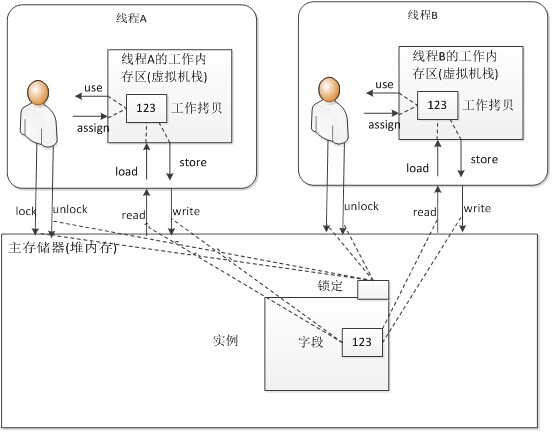 线程A
线程A的工作内
存区(虚拟机栈)
use
123
工作拷贝
assign
load
store
lock
unlock
read
write
线程B
线程B的工作内
存区(虚拟机栈)
use
123
工作拷贝
assign
load
store
unlock
read
write
主存储器(堆内存)
锁定
实例
字段
123